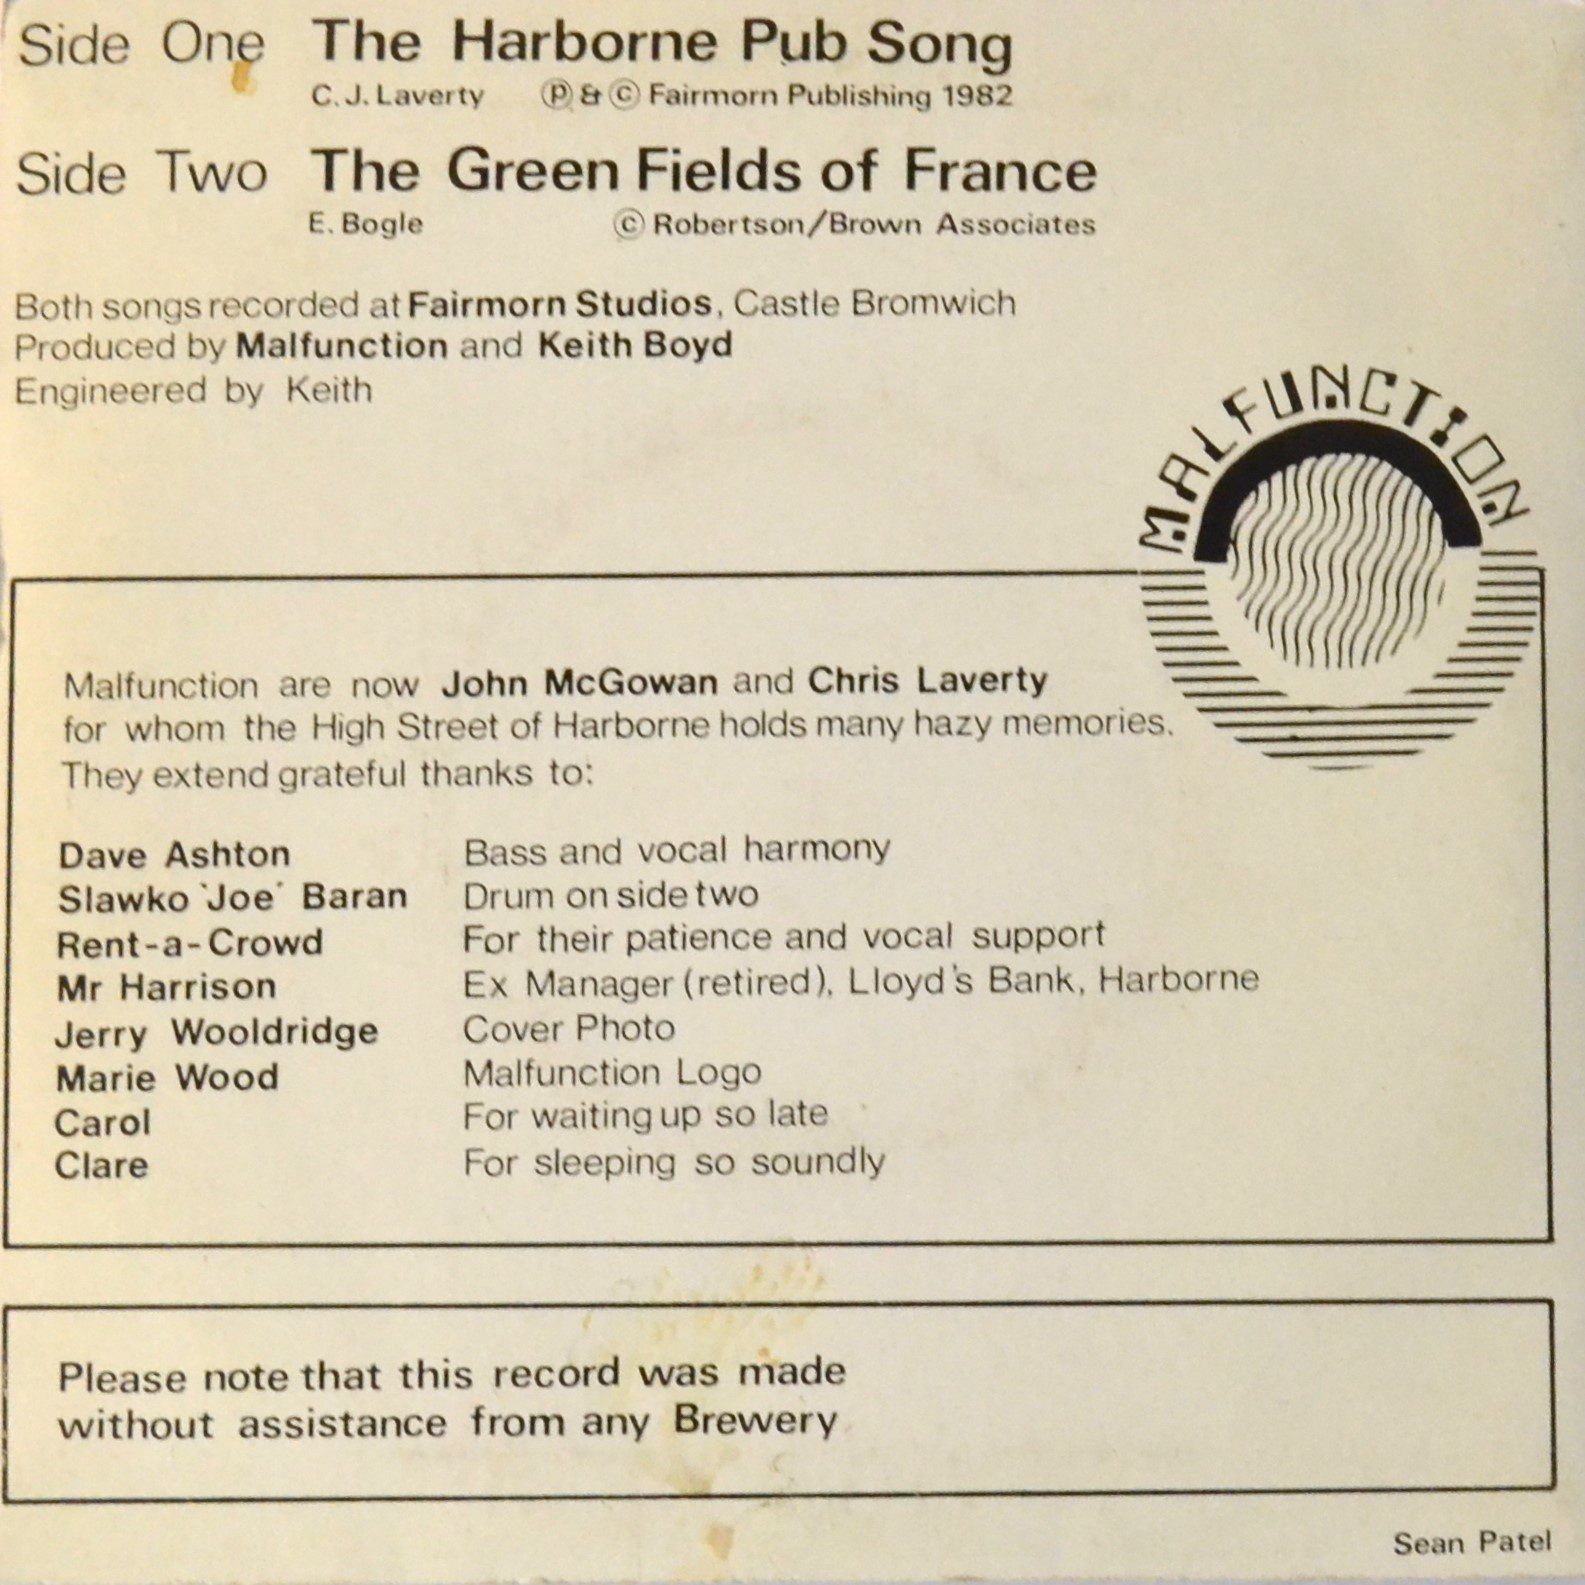 Side One The Harborne Pub Song
C. J. Laverty ℗ & © Fairmorn Publishing 1982
Side Two The Green Fields of France
E. Bogle © Robertson/Brown Associates
Both songs recorded at Fairmorn Studios, Castle Bromwich
Produced by Malfunction and Keith Boyd
Engineered by Keith
MALFUNCTION
Malfunction are now John McGowan and Chris Laverty
for whom the High Street of Harborne holds many hazy memories.
They extend grateful thanks to:
Dave Ashton Bass and vocal harmony
Slawko 'Joe' Baran Drum on side two
Rent-a-Crowd For their patience and vocal support
Mr Harrison Ex Manager (retired), Lloyd's Bank, Harborne
Jerry Wooldridge Cover Photo
Marie Wood Malfunction Logo
Carol For waiting up so late
Clare For sleeping so soundly
Please note that this record was made
without assistance from any Brewery
Sean Patel